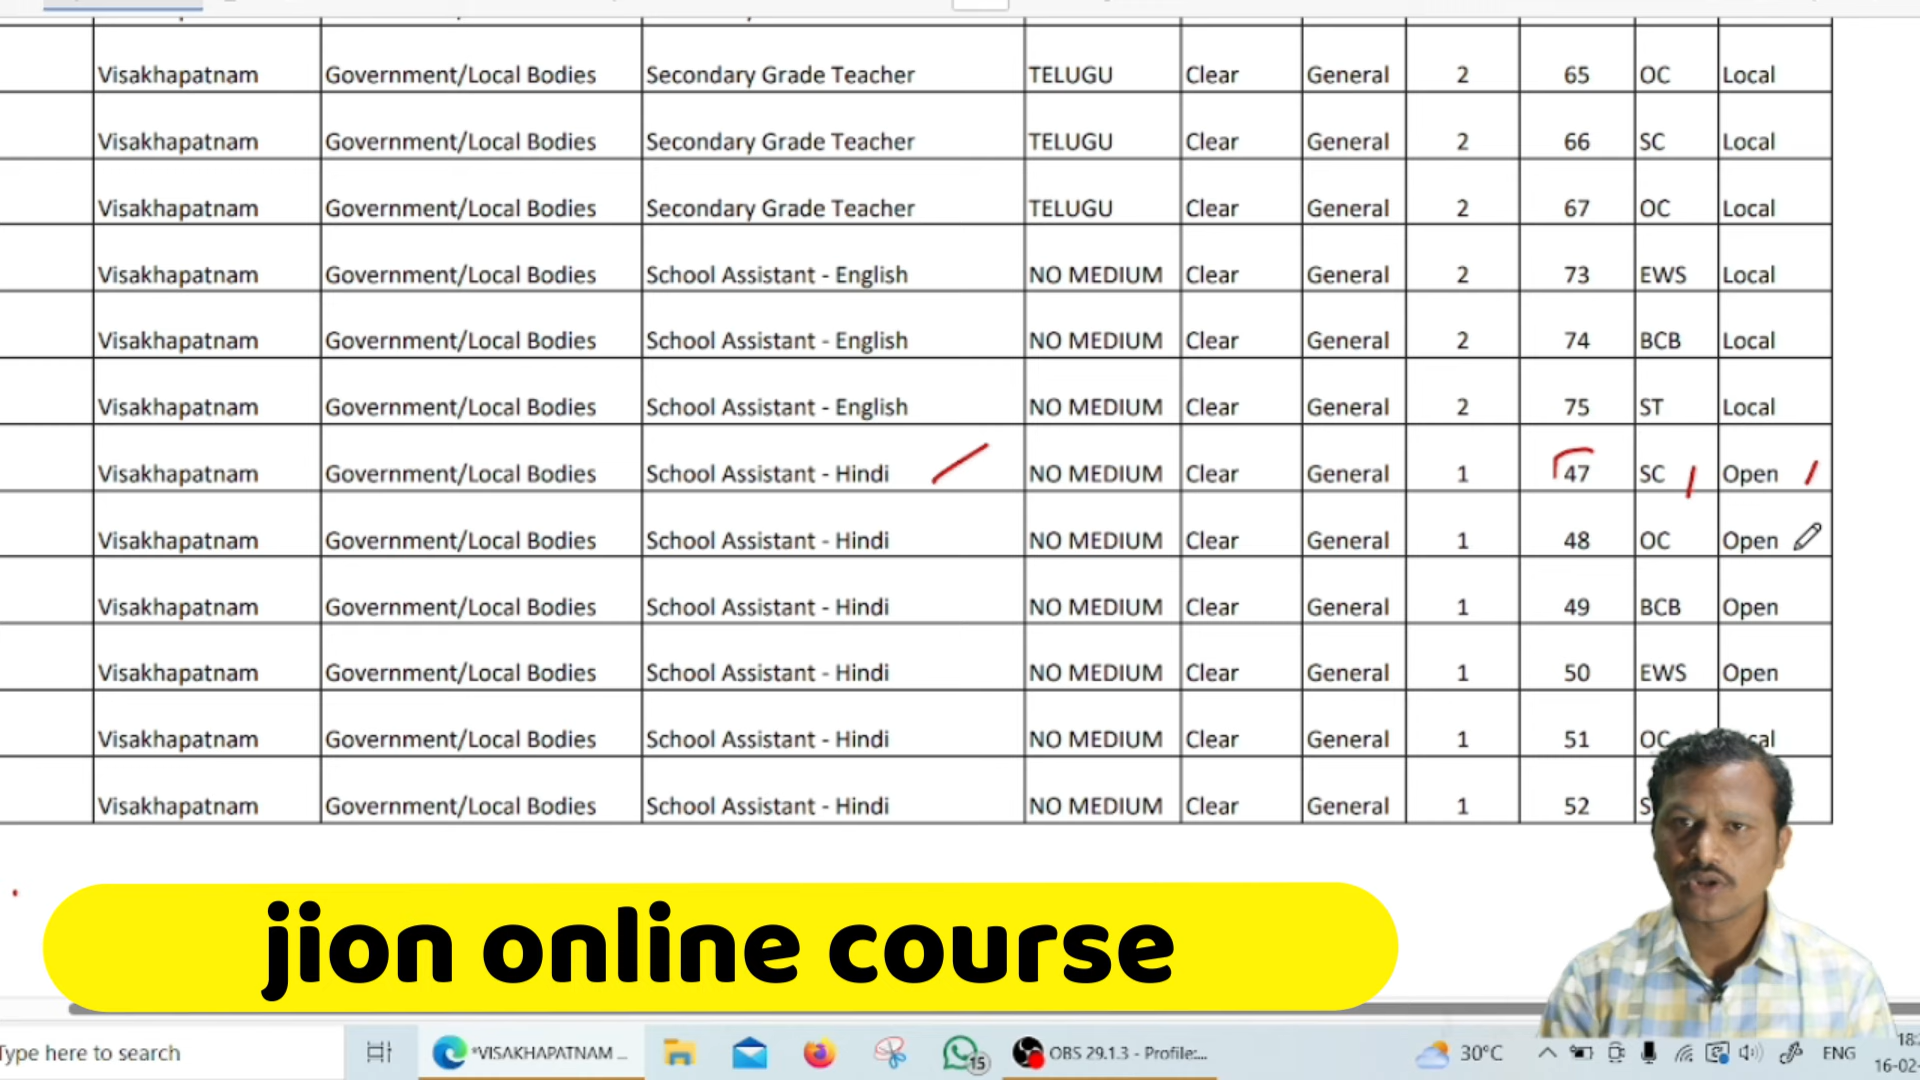 Visakhapatnam Government/Local Bodies Secondary Grade Teacher TELUGU Clear General 2 65 OC Local
Visakhapatnam Government/Local Bodies Secondary Grade Teacher TELUGU Clear General 2 66 SC Local
Visakhapatnam Government/Local Bodies Secondary Grade Teacher TELUGU Clear General 2 67 OC Local
Visakhapatnam Government/Local Bodies School Assistant - English NO MEDIUM Clear General 2 73 EWS Local
Visakhapatnam Government/Local Bodies School Assistant - English NO MEDIUM Clear General 2 74 BCB Local
Visakhapatnam Government/Local Bodies School Assistant - English NO MEDIUM Clear General 2 75 ST Local
Visakhapatnam Government/Local Bodies School Assistant - Hindi NO MEDIUM Clear General 1 47 SC Open
Visakhapatnam Government/Local Bodies School Assistant - Hindi NO MEDIUM Clear General 1 48 OC Open
Visakhapatnam Government/Local Bodies School Assistant - Hindi NO MEDIUM Clear General 1 49 BCB Open
Visakhapatnam Government/Local Bodies School Assistant - Hindi NO MEDIUM Clear General 1 50 EWS Open
Visakhapatnam Government/Local Bodies School Assistant - Hindi NO MEDIUM Clear General 1 51 OC
Visakhapatnam Government/Local Bodies School Assistant - Hindi NO MEDIUM Clear General 1 52
jion online course
Type here to search *VISAKHAPATNAM ... 15 OBS 29.1.3 - Profile:... 30°C ENG